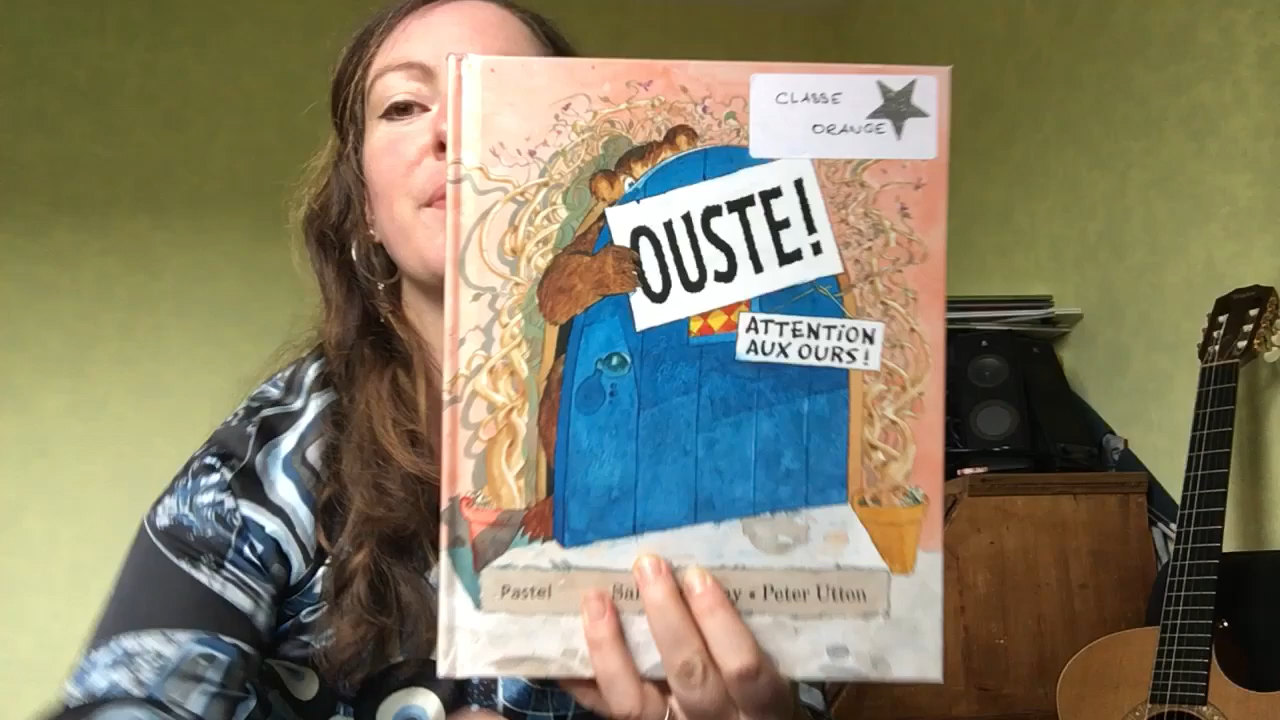 CLASSE
ORANGE
OUSTE!
ATTENTION
AUX OURS!
Pastel • Peter Utton